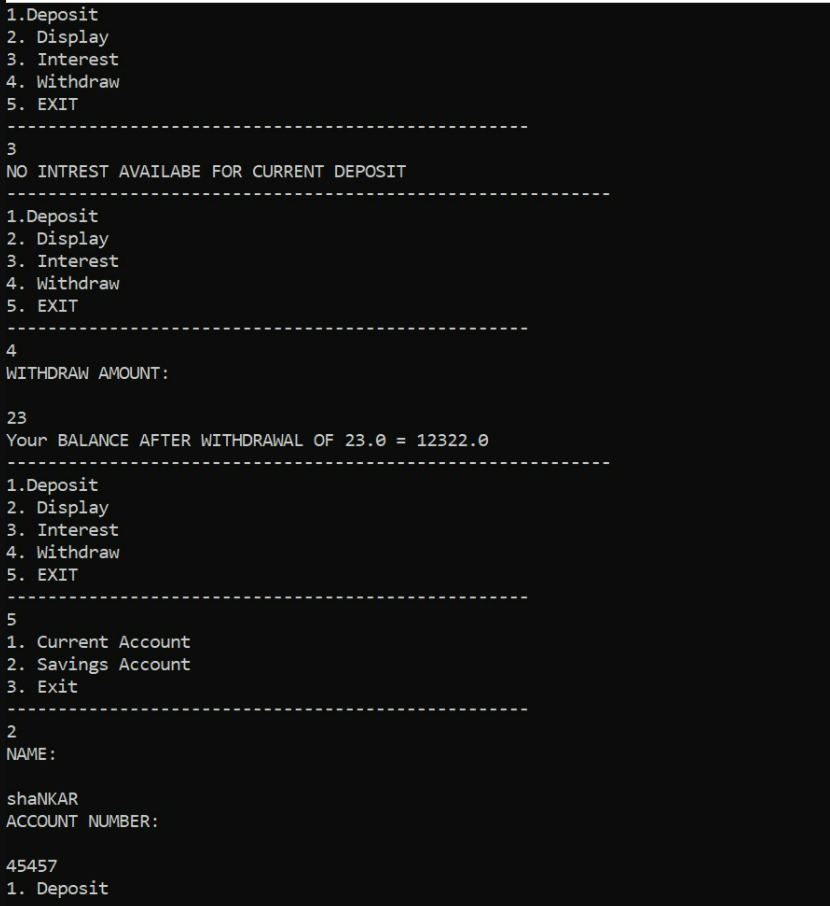 1.Deposit
2. Display
3. Interest
4. Withdraw
5. EXIT
---------------------------------------------------
3
NO INTREST AVAILABE FOR CURRENT DEPOSIT
-----------------------------------------------------------
1.Deposit
2. Display
3. Interest
4. Withdraw
5. EXIT
---------------------------------------------------
4
WITHDRAW AMOUNT:
23
Your BALANCE AFTER WITHDRAWAL OF 23.0 = 12322.0
-----------------------------------------------------------
1.Deposit
2. Display
3. Interest
4. Withdraw
5. EXIT
---------------------------------------------------
5
1. Current Account
2. Savings Account
3. Exit
---------------------------------------------------
2
NAME:
shaNKAR
ACCOUNT NUMBER:
45457
1. Deposit